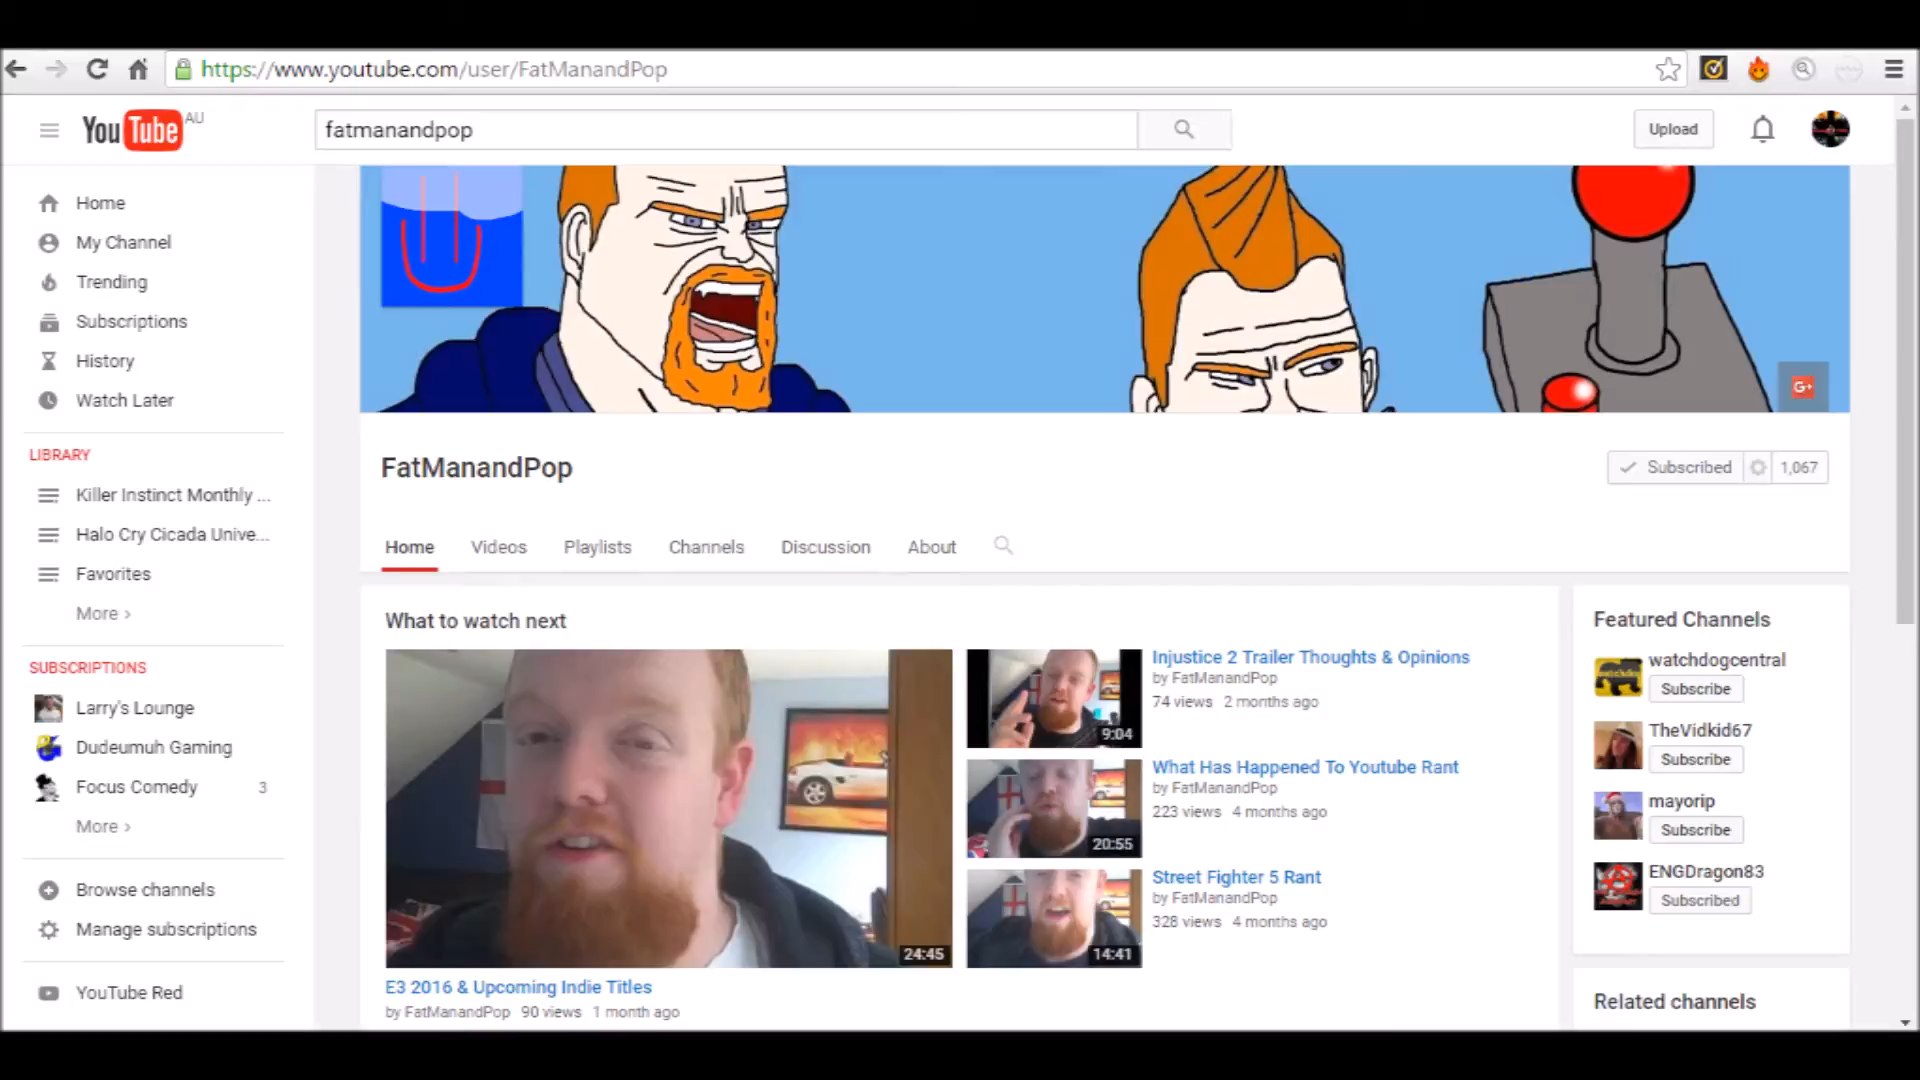 https://www.youtube.com/user/FatManandPop
YouTube AU
fatmanandpop
Upload
Home
My Channel
Trending
Subscriptions
History
Watch Later
LIBRARY
Killer Instinct Monthly ...
Halo Cry Cicada Unive...
Favorites
More ›
SUBSCRIPTIONS
Larry's Lounge
Dudeumuh Gaming
Focus Comedy 3
More ›
Browse channels
Manage subscriptions
YouTube Red
G+
FatManandPop
Subscribed 1,067
Home Videos Playlists Channels Discussion About
What to watch next
24:45
E3 2016 & Upcoming Indie Titles
by FatManandPop 90 views 1 month ago
9:04
Injustice 2 Trailer Thoughts & Opinions
by FatManandPop
74 views 2 months ago
20:55
What Has Happened To Youtube Rant
by FatManandPop
223 views 4 months ago
14:41
Street Fighter 5 Rant
by FatManandPop
328 views 4 months ago
Featured Channels
watchdogcentral
Subscribe
TheVidkid67
Subscribe
mayorip
Subscribe
ENGDragon83
Subscribed
Related channels